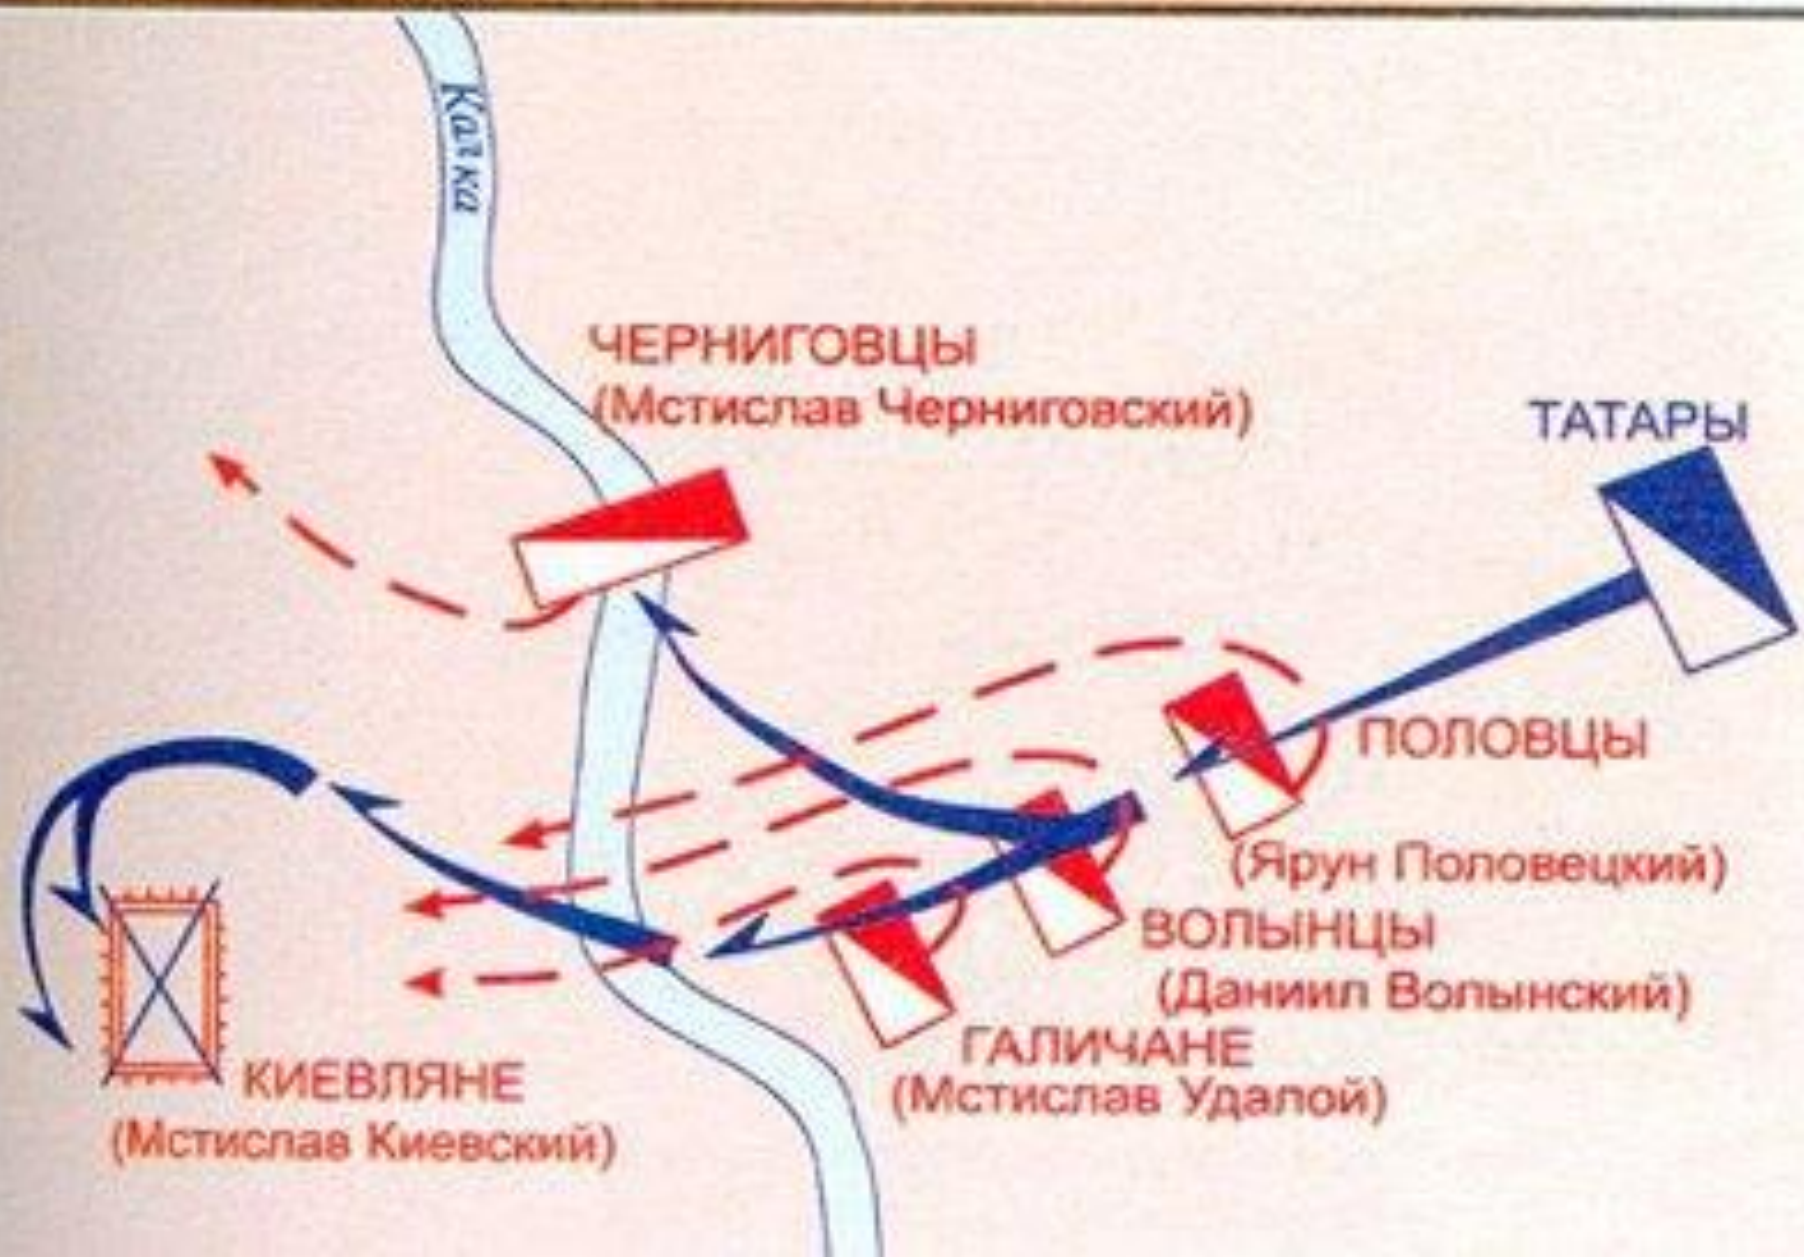 Калка
ЧЕРНИГОВЦЫ
(Мстислав Черниговский)
ТАТАРЫ
ПОЛОВЦЫ
(Ярун Половецкий)
ВОЛЫНЦЫ
(Даниил Волынский)
ГАЛИЧАНЕ
(Мстислав Удалой)
КИЕВЛЯНЕ
(Мстислав Киевский)